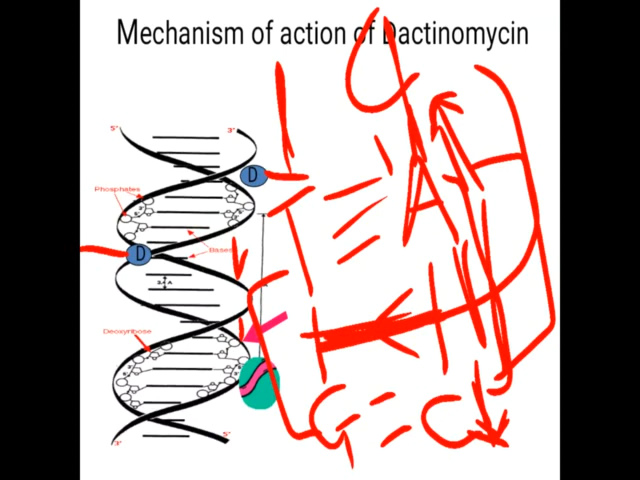 Mechanism of action of Dactinomycin
5'
3'
D
Phosphates
Bases
D
3.4 A
Deoxyribose
3'
5'
A
G = C